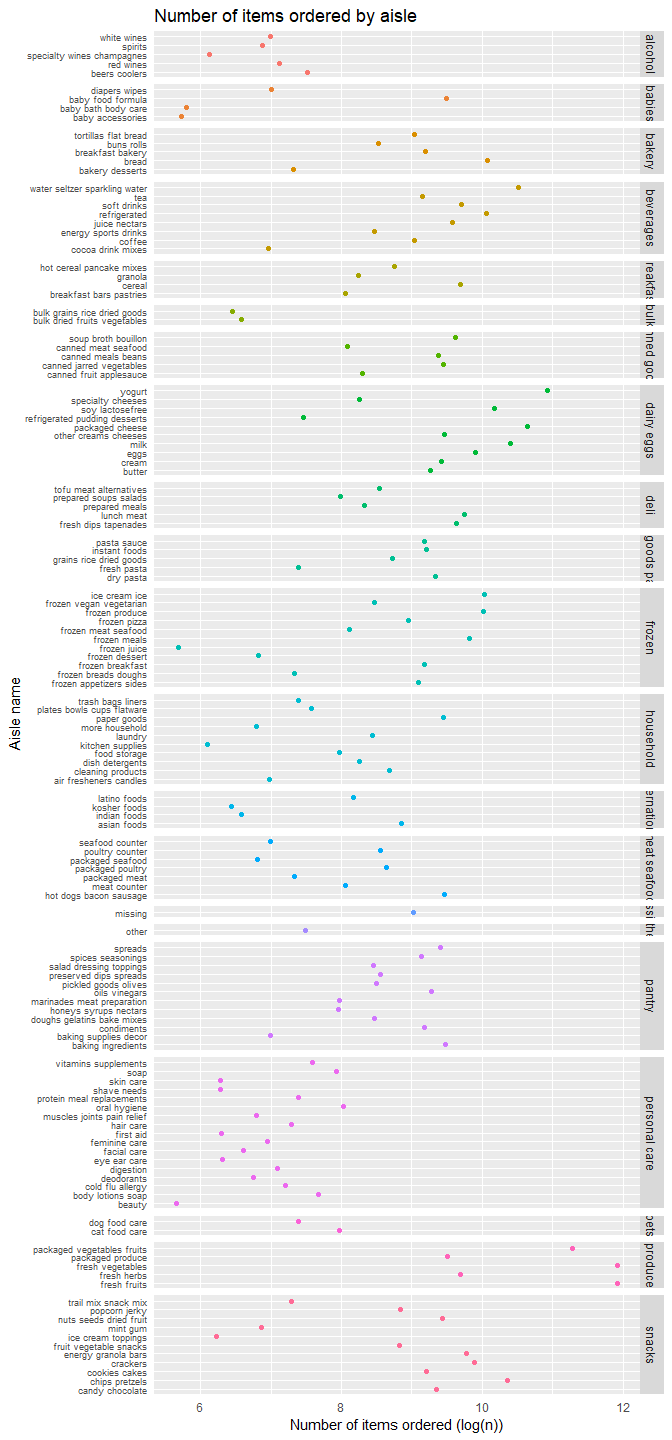 Number of items ordered by aisle
white wines
spirits
specialty wines champagnes
red wines
beers coolers
alcohol
diapers wipes
baby food formula
baby bath body care
baby accessories
babies
tortillas flat bread
buns rolls
breakfast bakery
bread
bakery desserts
bakery
water seltzer sparkling water
tea
soft drinks
refrigerated
juice nectars
energy sports drinks
coffee
cocoa drink mixes
beverages
hot cereal pancake mixes
granola
cereal
breakfast bars pastries
reakfas
bulk grains rice dried goods
bulk dried fruits vegetables
bulk
soup broth bouillon
canned meat seafood
canned meals beans
canned jarred vegetables
canned fruit applesauce
nned goo
yogurt
specialty cheeses
soy lactosefree
refrigerated pudding desserts
packaged cheese
other creams cheeses
milk
eggs
cream
butter
dairy eggs
tofu meat alternatives
prepared soups salads
prepared meals
lunch meat
fresh dips tapenades
deli
pasta sauce
instant foods
grains rice dried goods
fresh pasta
dry pasta
goods pa
ice cream ice
frozen vegan vegetarian
frozen produce
frozen pizza
frozen meat seafood
frozen meals
frozen juice
frozen dessert
frozen breakfast
frozen breads doughs
frozen appetizers sides
frozen
Aisle name
trash bags liners
plates bowls cups flatware
paper goods
more household
laundry
kitchen supplies
food storage
dish detergents
cleaning products
air fresheners candles
household
latino foods
kosher foods
indian foods
asian foods
ernation
seafood counter
poultry counter
packaged seafood
packaged poultry
packaged meat
meat counter
hot dogs bacon sausage
meat seafood
missing
ssi
other
the
spreads
spices seasonings
salad dressing toppings
preserved dips spreads
pickled goods olives
oils vinegars
marinades meat preparation
honeys syrups nectars
doughs gelatins bake mixes
condiments
baking supplies decor
baking ingredients
pantry
vitamins supplements
soap
skin care
shave needs
protein meal replacements
oral hygiene
muscles joints pain relief
hair care
first aid
feminine care
facial care
eye ear care
digestion
deodorants
cold flu allergy
body lotions soap
beauty
personal care
dog food care
cat food care
pets
packaged vegetables fruits
packaged produce
fresh vegetables
fresh herbs
fresh fruits
produce
trail mix snack mix
popcorn jerky
nuts seeds dried fruit
mint gum
ice cream toppings
fruit vegetable snacks
energy granola bars
crackers
cookies cakes
chips pretzels
candy chocolate
snacks
6 8 10 12
Number of items ordered (log(n))